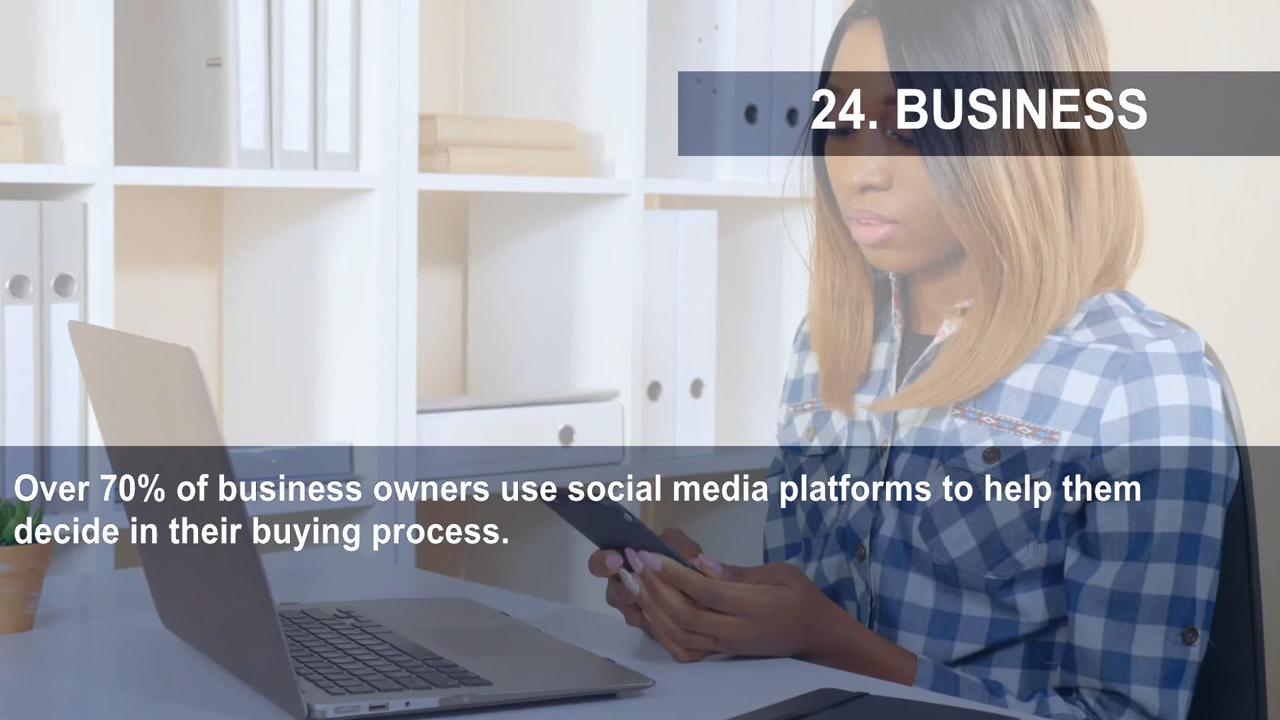 24. BUSINESS
Over 70% of business owners use social media platforms to help them
decide in their buying process.